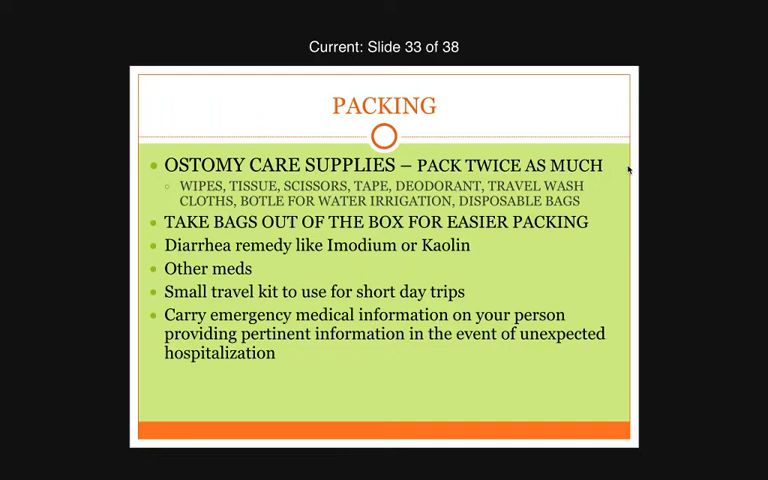 Current: Slide 33 of 38
PACKING
OSTOMY CARE SUPPLIES – PACK TWICE AS MUCH
WIPES, TISSUE, SCISSORS, TAPE, DEODORANT, TRAVEL WASH
CLOTHS, BOTLE FOR WATER IRRIGATION, DISPOSABLE BAGS
TAKE BAGS OUT OF THE BOX FOR EASIER PACKING
Diarrhea remedy like Imodium or Kaolin
Other meds
Small travel kit to use for short day trips
Carry emergency medical information on your person
providing pertinent information in the event of unexpected
hospitalization